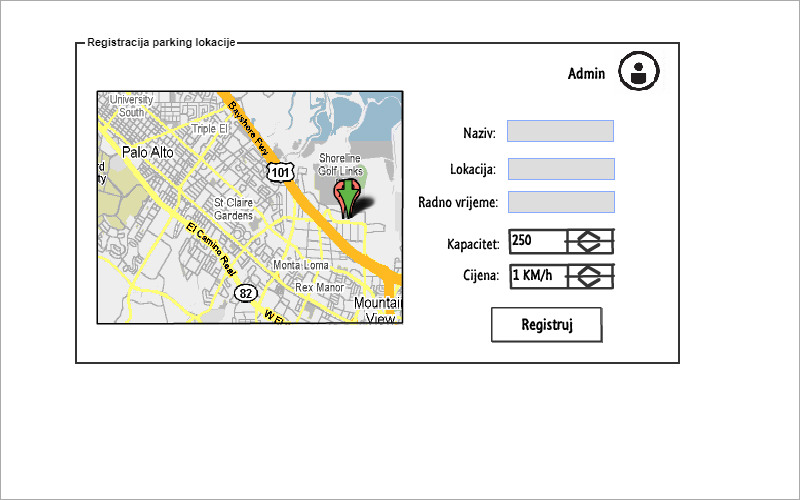 Registracija parking lokacije
Admin
University
South
Triple El
Bayshore Fwy
Palo Alto
101
Shoreline
Golf Links
St Claire
Gardens
El Camino Real
Monta Loma
Rex Manor
82
Mountain
View
Naziv:
Lokacija:
Radno vrijeme:
Kapacitet: 250
Cijena: 1 KM/h
Registruj